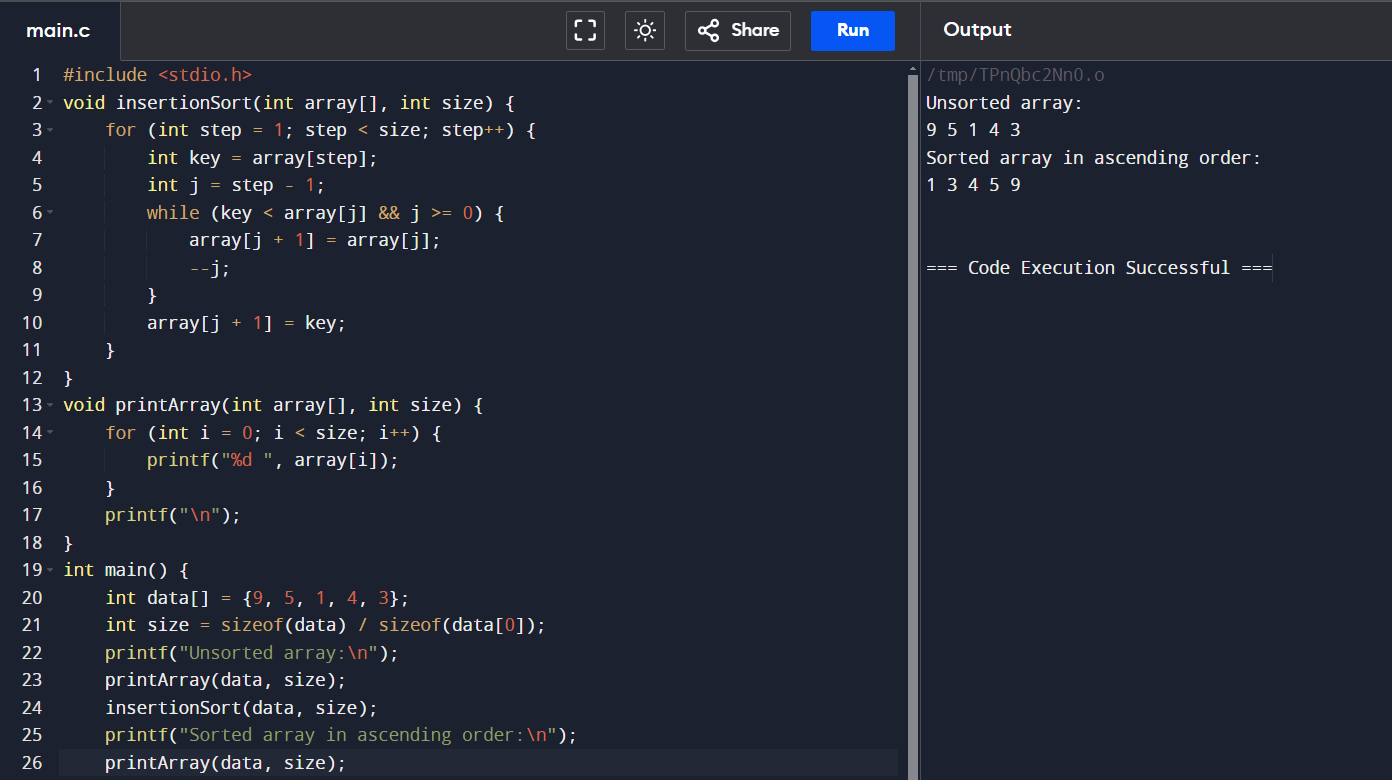 main.c
Share
Run
Output
1 #include <stdio.h>
2 void insertionSort(int array[], int size) {
3     for (int step = 1; step < size; step++) {
4         int key = array[step];
5         int j = step - 1;
6         while (key < array[j] && j >= 0) {
7             array[j + 1] = array[j];
8             --j;
9         }
10         array[j + 1] = key;
11     }
12 }
13 void printArray(int array[], int size) {
14     for (int i = 0; i < size; i++) {
15         printf("%d ", array[i]);
16     }
17     printf("\n");
18 }
19 int main() {
20     int data[] = {9, 5, 1, 4, 3};
21     int size = sizeof(data) / sizeof(data[0]);
22     printf("Unsorted array:\n");
23     printArray(data, size);
24     insertionSort(data, size);
25     printf("Sorted array in ascending order:\n");
26     printArray(data, size);
/tmp/TPnQbc2NnO.o
Unsorted array:
9 5 1 4 3
Sorted array in ascending order:
1 3 4 5 9
=== Code Execution Successful ===